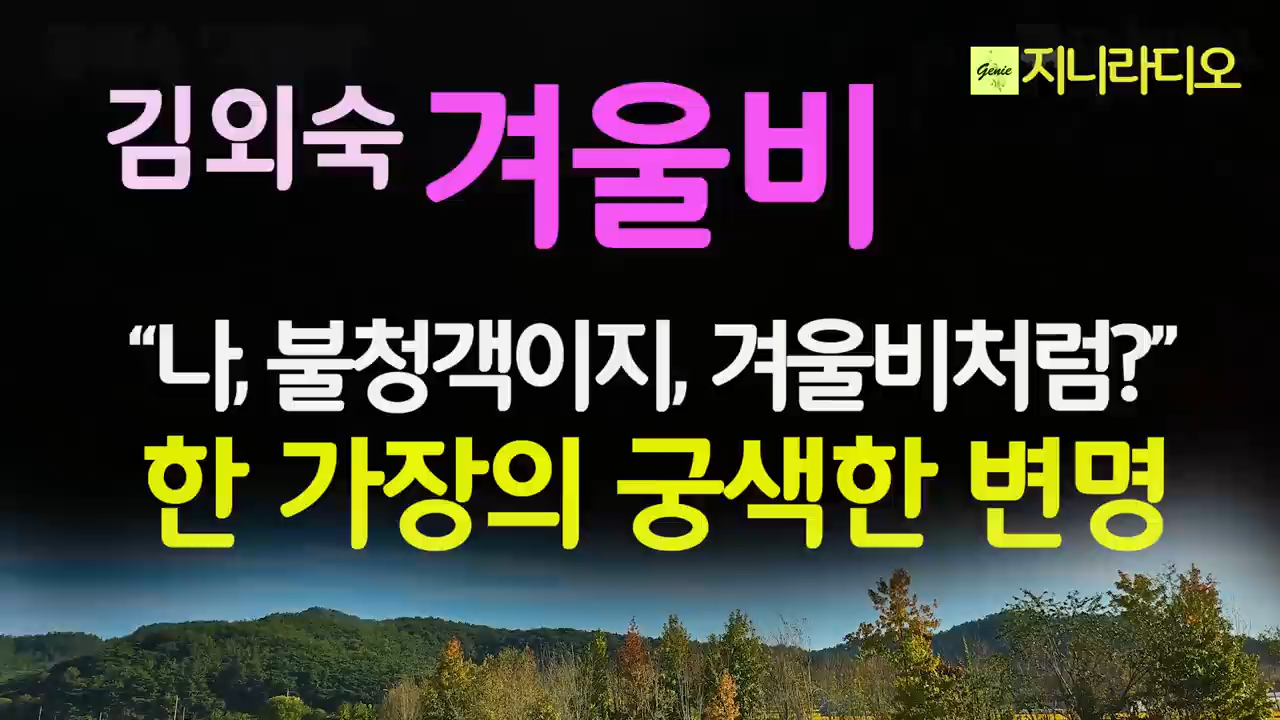 Genie 지니라디오
김외숙 겨울비
“나, 불청객이지, 겨울비처럼?”
한 가장의 궁색한 변명